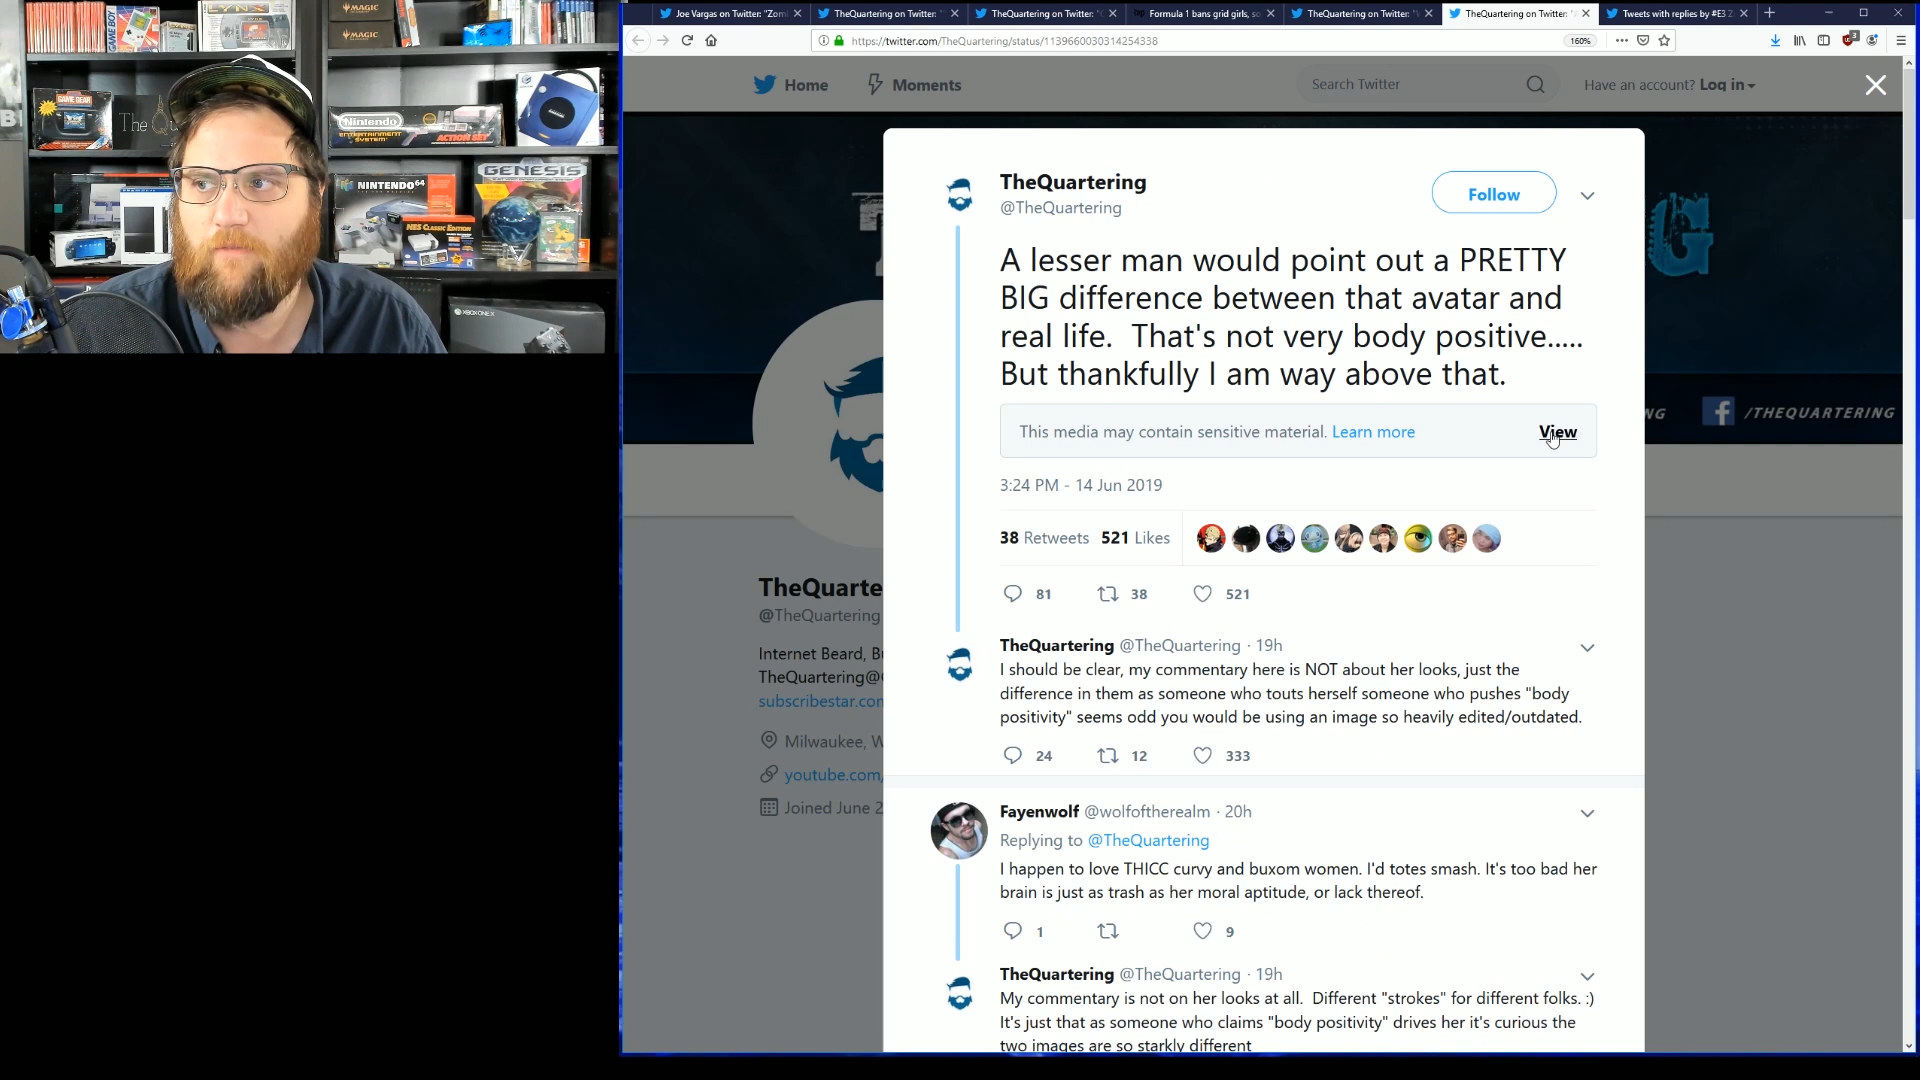 LYNX
GAME BOY
MAGIC
MAGIC
GAME GEAR
The Qu
Nintendo
ENTERTAINMENT
SYSTEM
ACTION SET
NINTENDO 64
GENESIS
NES CLASSIC EDITION
XBOX ONE X
Joe Vargas on Twitter: "Zom
TheQuartering on Twitter:
TheQuartering on Twitter:
Formula 1 bans grid girls, so
TheQuartering on Twitter:
TheQuartering on Twitter:
Tweets with replies by #E3
https://twitter.com/TheQuartering/status/1139660030314254338
160%
Home
Moments
Search Twitter
Have an account? Log in
TheQuartering
@TheQuartering
Follow
A lesser man would point out a PRETTY
BIG difference between that avatar and
real life. That's not very body positive.....
But thankfully I am way above that.
This media may contain sensitive material. Learn more
View
3:24 PM - 14 Jun 2019
38 Retweets 521 Likes
81 38 521
TheQuartering @TheQuartering · 19h
I should be clear, my commentary here is NOT about her looks, just the
difference in them as someone who touts herself someone who pushes "body
positivity" seems odd you would be using an image so heavily edited/outdated.
24 12 333
Fayenwolf @wolfoftherealm · 20h
Replying to @TheQuartering
I happen to love THICC curvy and buxom women. I'd totes smash. It's too bad her
brain is just as trash as her moral aptitude, or lack thereof.
1 9
TheQuartering @TheQuartering · 19h
My commentary is not on her looks at all. Different "strokes" for different folks. :)
It's just that as someone who claims "body positivity" drives her it's curious the
two images are so starkly different
TheQuarte
@TheQuartering
Internet Beard, B
TheQuartering@
subscribestar.com
Milwaukee, W
youtube.com/
Joined June 2
NG
/THEQUARTERING
G